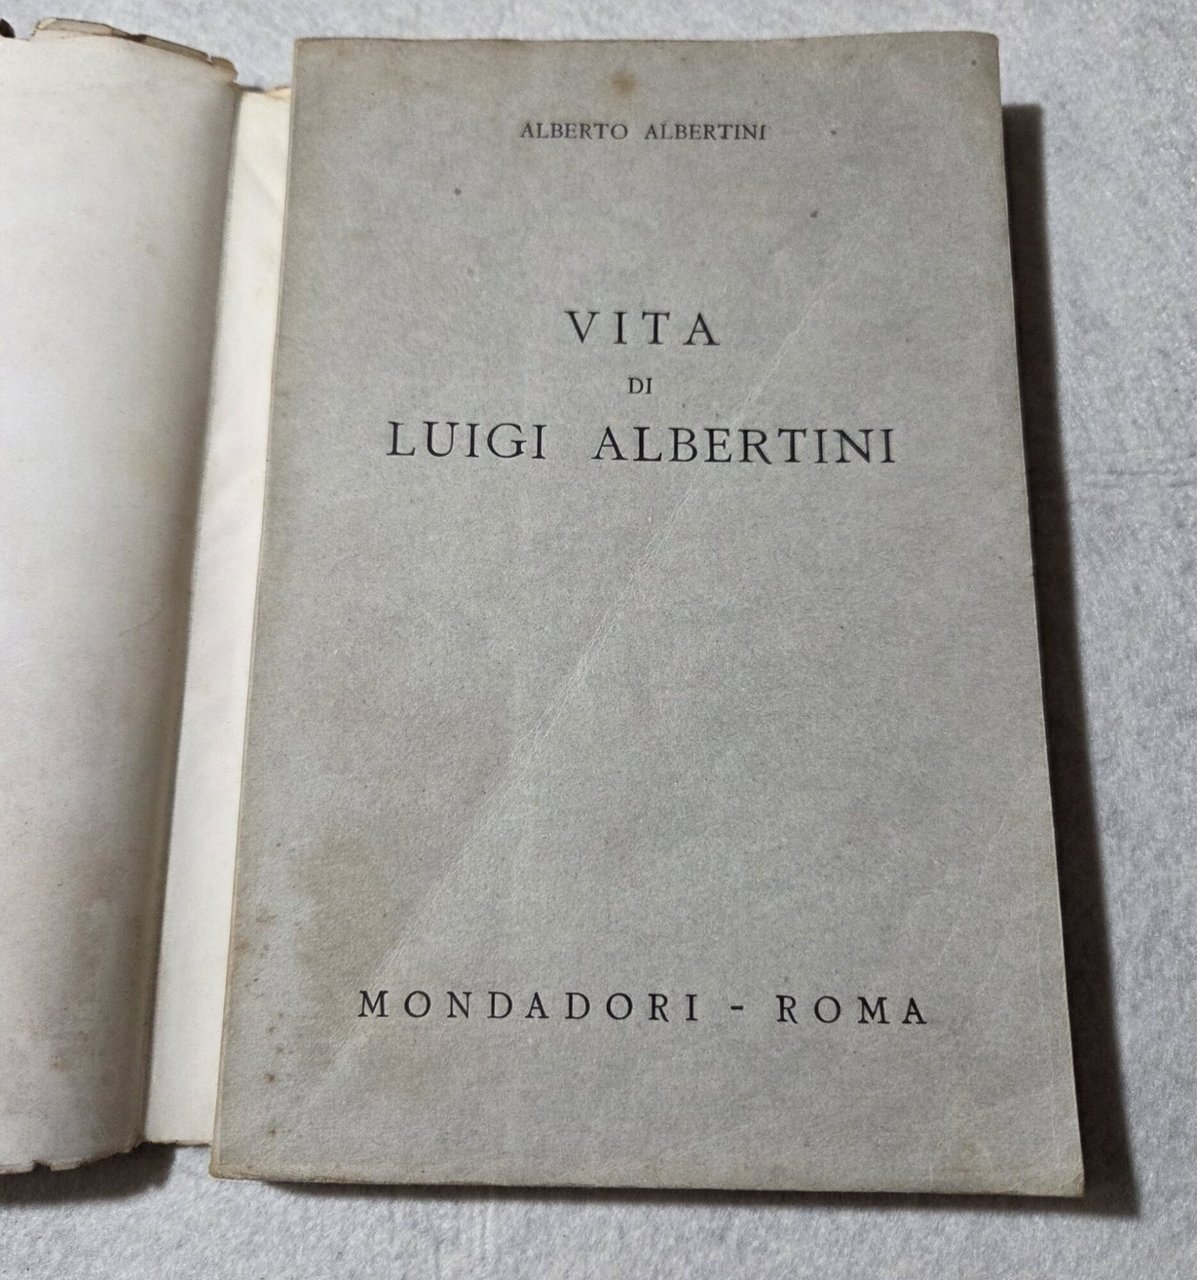 ALBERTO ALBERTINI
VITA
DI
LUIGI ALBERTINI
MONDADORI - ROMA